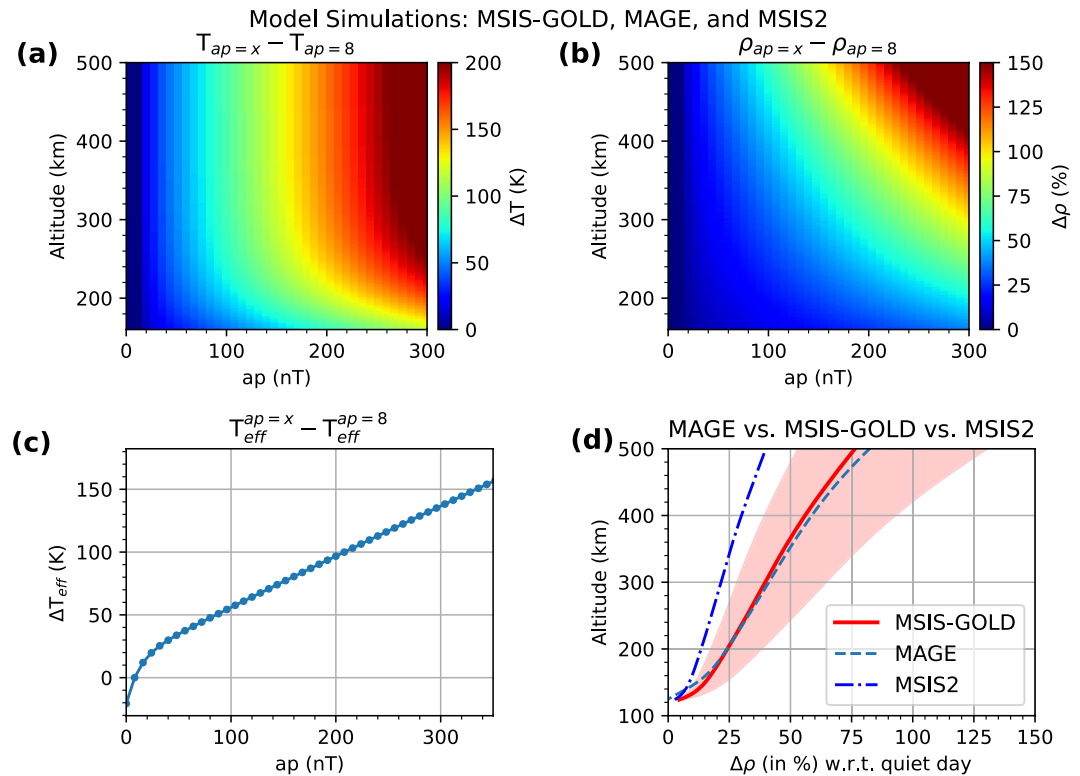 Model Simulations: MSIS-GOLD, MAGE, and MSIS2
(a)
T_{ap=x} − T_{ap=8}
500
400
300
200
Altitude (km)
0
100
200
300
ap (nT)
200
150
100
50
0
ΔT (K)
(b)
ρ_{ap=x} − ρ_{ap=8}
500
400
300
200
Altitude (km)
0
100
200
300
ap (nT)
150
125
100
75
50
25
0
Δρ (%)
(c)
T_{eff}^{ap=x} − T_{eff}^{ap=8}
150
100
50
0
ΔT_{eff} (K)
0
100
200
300
ap (nT)
(d)
MAGE vs. MSIS-GOLD vs. MSIS2
500
400
300
200
100
Altitude (km)
MSIS-GOLD
MAGE
MSIS2
0
25
50
75
100
125
150
Δρ (in %) w.r.t. quiet day